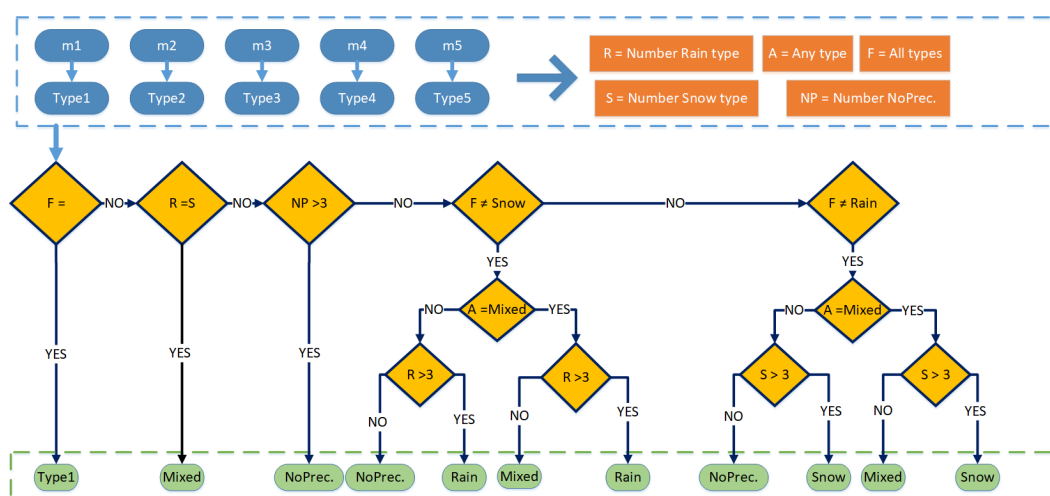 m1
m2
m3
m4
m5
R = Number Rain type
A = Any type
F = All types
Type1
Type2
Type3
Type4
Type5
S = Number Snow type
NP = Number NoPrec.
F =
NO
R =S
NO
NP >3
NO
F ≠ Snow
NO
F ≠ Rain
YES
YES
NO
A =Mixed
YES
NO
A =Mixed
YES
YES
YES
YES
R >3
R >3
S > 3
S > 3
NO
YES
NO
YES
NO
YES
NO
YES
Type1
Mixed
NoPrec.
NoPrec.
Rain
Mixed
Rain
NoPrec.
Snow
Mixed
Snow